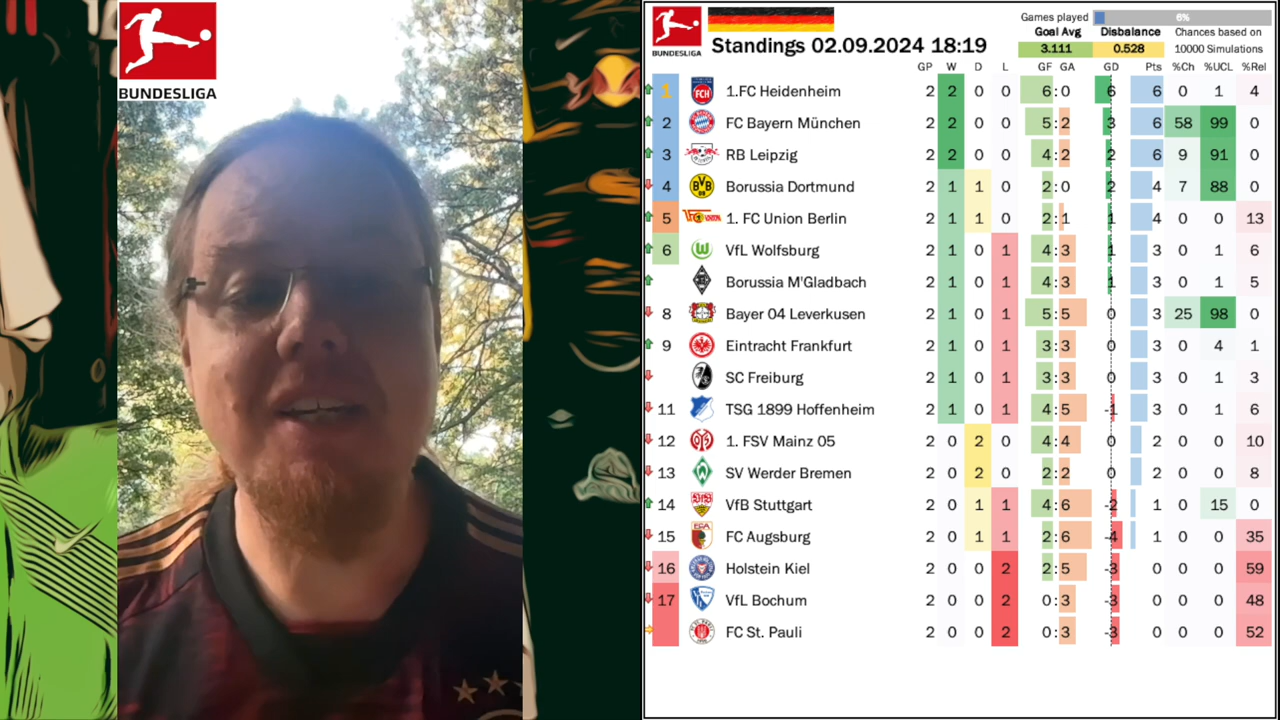 BUNDESLIGA
BUNDESLIGA
Standings 02.09.2024 18:19
Games played 6%
Goal Avg Disbalance Chances based on
3.111 0.528 10000 Simulations
GP W D L GF GA GD Pts %Ch %UCL %Rel
1 1.FC Heidenheim 2 2 0 0 6:0 6 6 0 1 4
2 FC Bayern München 2 2 0 0 5:2 3 6 58 99 0
3 RB Leipzig 2 2 0 0 4:2 2 6 9 91 0
4 Borussia Dortmund 2 1 1 0 2:0 2 4 7 88 0
5 1. FC Union Berlin 2 1 1 0 2:1 1 4 0 0 13
6 VfL Wolfsburg 2 1 0 1 4:3 1 3 0 1 6
Borussia M'Gladbach 2 1 0 1 4:3 1 3 0 1 5
8 Bayer 04 Leverkusen 2 1 0 1 5:5 0 3 25 98 0
9 Eintracht Frankfurt 2 1 0 1 3:3 0 3 0 4 1
SC Freiburg 2 1 0 1 3:3 0 3 0 1 3
11 TSG 1899 Hoffenheim 2 1 0 1 4:5 -1 3 0 1 6
12 1. FSV Mainz 05 2 0 2 0 4:4 0 2 0 0 10
13 SV Werder Bremen 2 0 2 0 2:2 0 2 0 0 8
14 VfB Stuttgart 2 0 1 1 4:6 -2 1 0 15 0
15 FC Augsburg 2 0 1 1 2:6 -4 1 0 0 35
16 Holstein Kiel 2 0 0 2 2:5 -3 0 0 0 59
17 VfL Bochum 2 0 0 2 0:3 -3 0 0 0 48
FC St. Pauli 2 0 0 2 0:3 -3 0 0 0 52